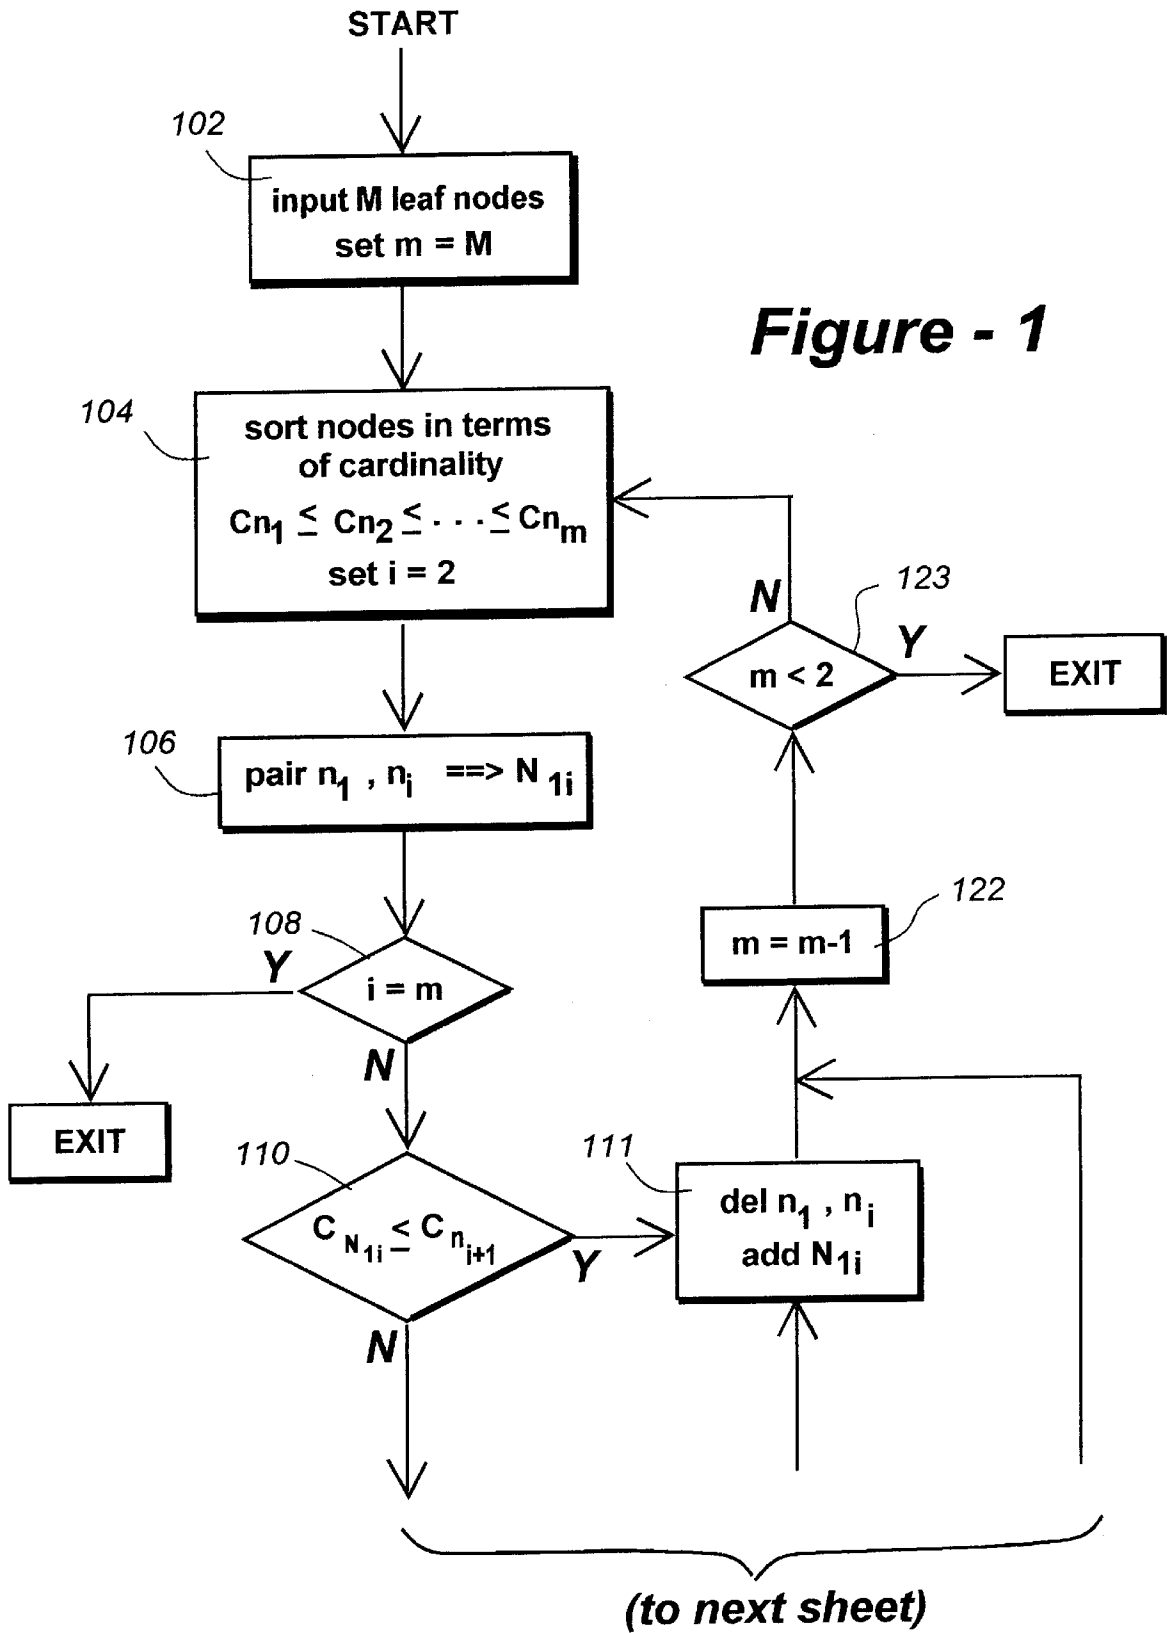 START
102
input M leaf nodes
set m = M
Figure - 1
104
sort nodes in terms
of cardinality
Cn1 ≤ Cn2 ≤ . . . ≤ Cnm
set i = 2
123
N
Y
m < 2
EXIT
106
pair n1 , ni ==> N1i
122
m = m-1
108
Y
i = m
N
EXIT
110
CN1i ≤ Cni+1
Y
N
111
del n1 , ni
add N1i
(to next sheet)